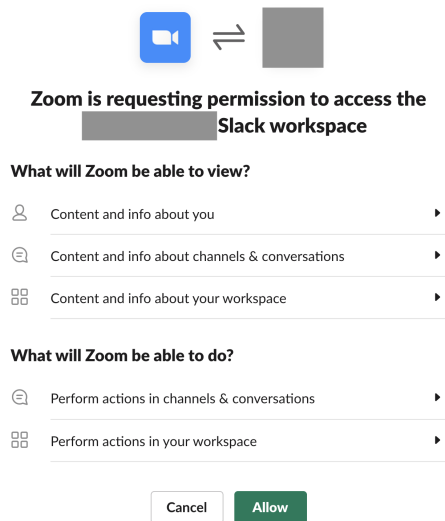 Zoom is requesting permission to access the
Slack workspace
What will Zoom be able to view?
Content and info about you
Content and info about channels & conversations
Content and info about your workspace
What will Zoom be able to do?
Perform actions in channels & conversations
Perform actions in your workspace
Cancel
Allow